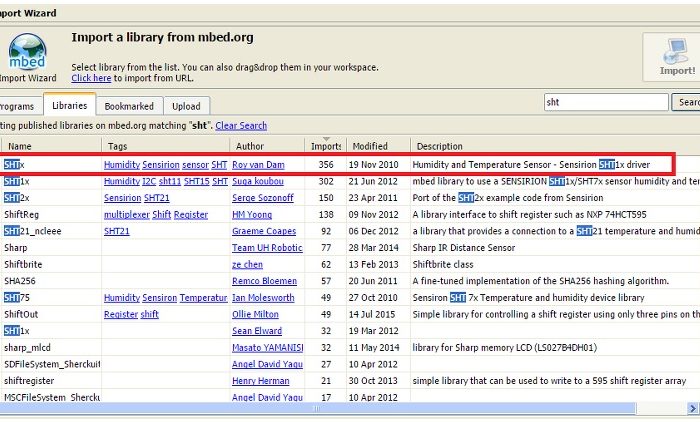 mport Wizard
mbed
Import Wizard
Import a library from mbed.org
Select library from the list. You can also drag&drop them in your workspace.
Click here to import from URL.
Import!
Programs Libraries Bookmarked Upload
sht Searc
ting published libraries on mbed.org matching "sht". Clear Search
Name Tags Author Imports Modified Description
SHTx Humidity Sensirion sensor SHT Roy van Dam 356 19 Nov 2010 Humidity and Temperature Sensor - Sensirion SHT1x driver
SHT1x Humidity I2C sht11 SHT15 SHT Suga koubou 302 21 Jun 2012 mbed library to use a SENSIRION SHT1x/SHT7x sensor humidity and te
SHT2x Sensirion SHT21 Serge Sozonoff 150 23 Apr 2011 Port of the SHT2x example code from Sensirion
ShiftReg multiplexer Shift Register HM Yoong 138 09 Nov 2012 A library interface to shift register such as NXP 74HCT595
SHT21_ncleee SHT21 Graeme Coapes 92 06 Dec 2012 a library that provides a connection to a SHT21 temperature and humid
Sharp Team UH Robotic 77 28 Mar 2014 Sharp IR Distance Sensor
Shiftbrite ze chen 62 13 Feb 2013 Shiftbrite class
SHA256 Remco Bloemen 57 20 Jun 2011 A fine-tuned implementation of the SHA256 hashing algorithm.
SHT75 Humidity Sensiron Temperatur Ian Molesworth 49 27 Oct 2010 Sensiron SHT 7x Temperature and humidity device library
ShiftOut Register shift Ollie Milton 49 14 Jul 2015 Simple library for controlling a shift register using only three pins on th
SHT1x Sean Elward 32 19 Mar 2012
sharp_mlcd Masato YAMANISI 32 11 May 2014 library for Sharp memory LCD (LS027B4DH01)
SDFileSystem_Sherckuit Angel David Yagu 27 10 Apr 2012
shiftregister Henry Herman 21 30 Oct 2013 simple library that can be used to write to a 595 shift register array
MSCFileSystem_Sherckui Angel David Yagu 17 10 Apr 2012